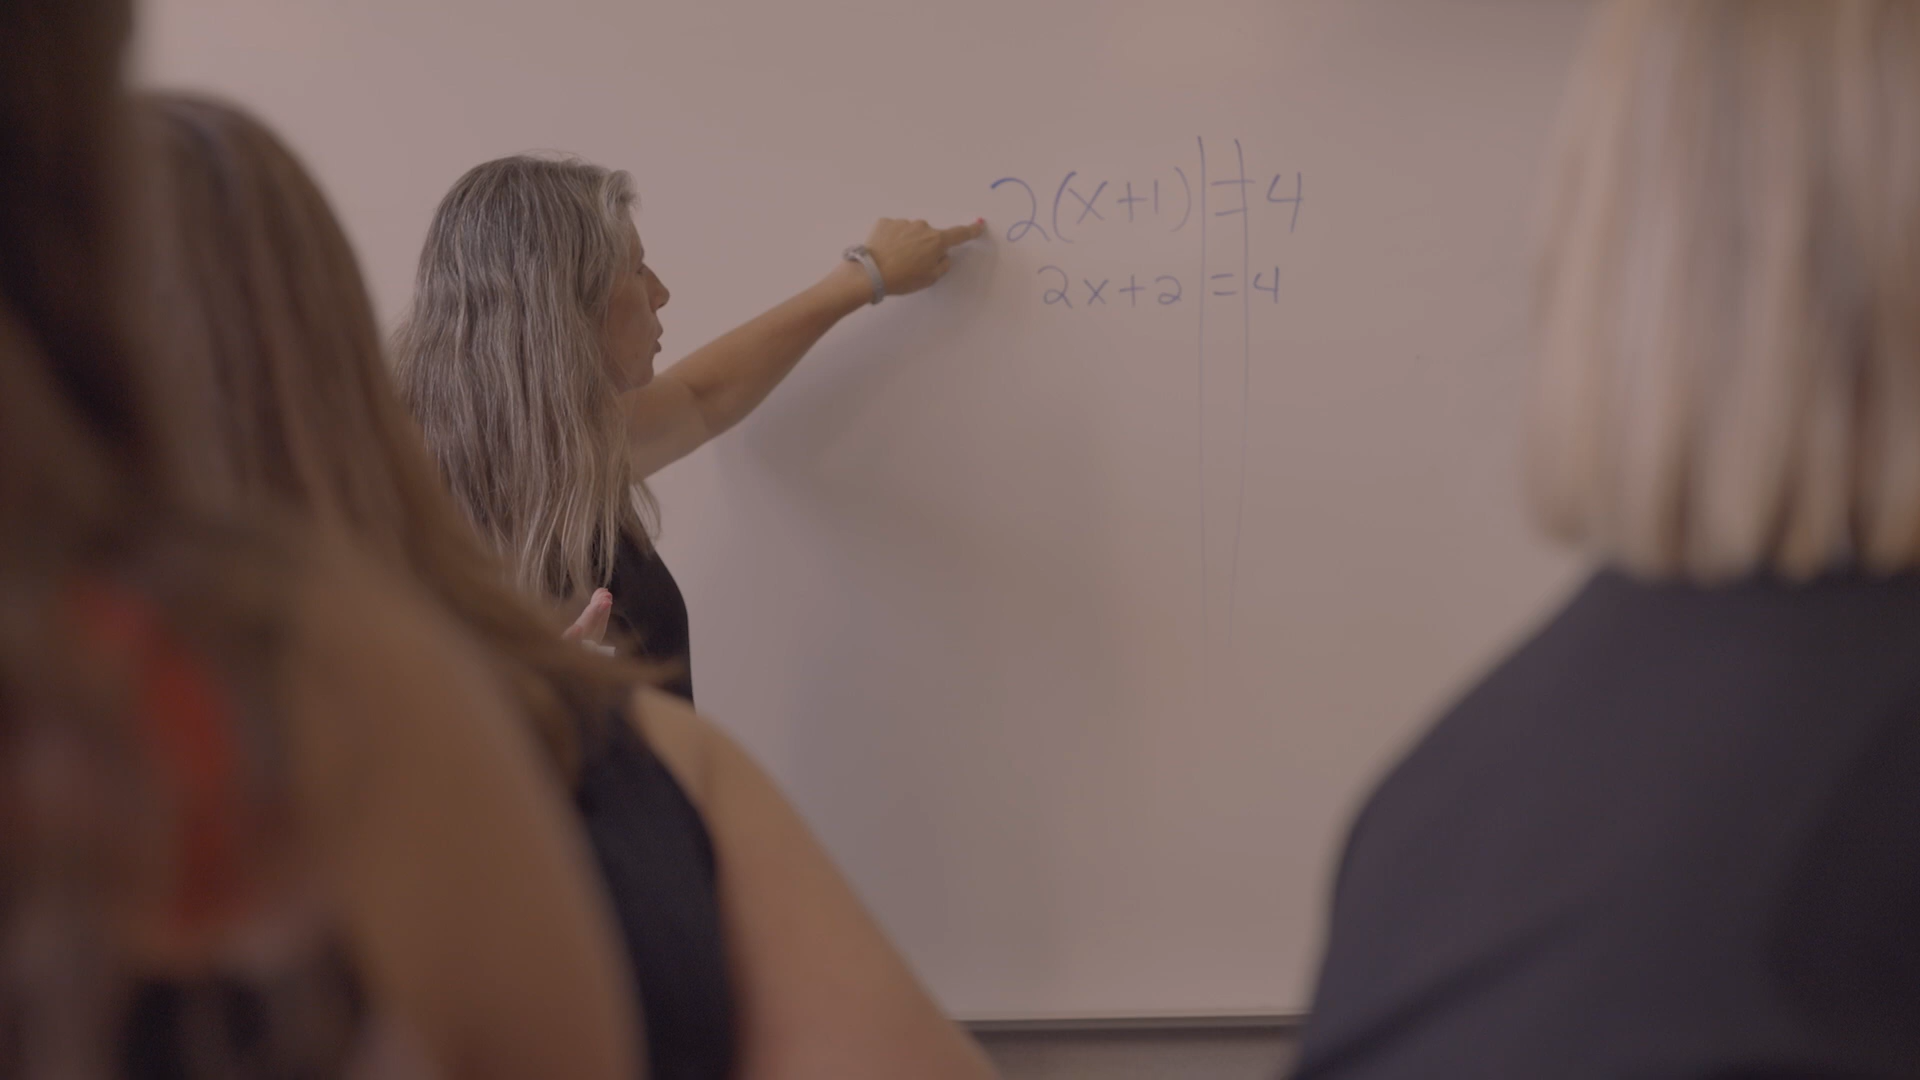 2(x+1) = 4
2x+2 = 4